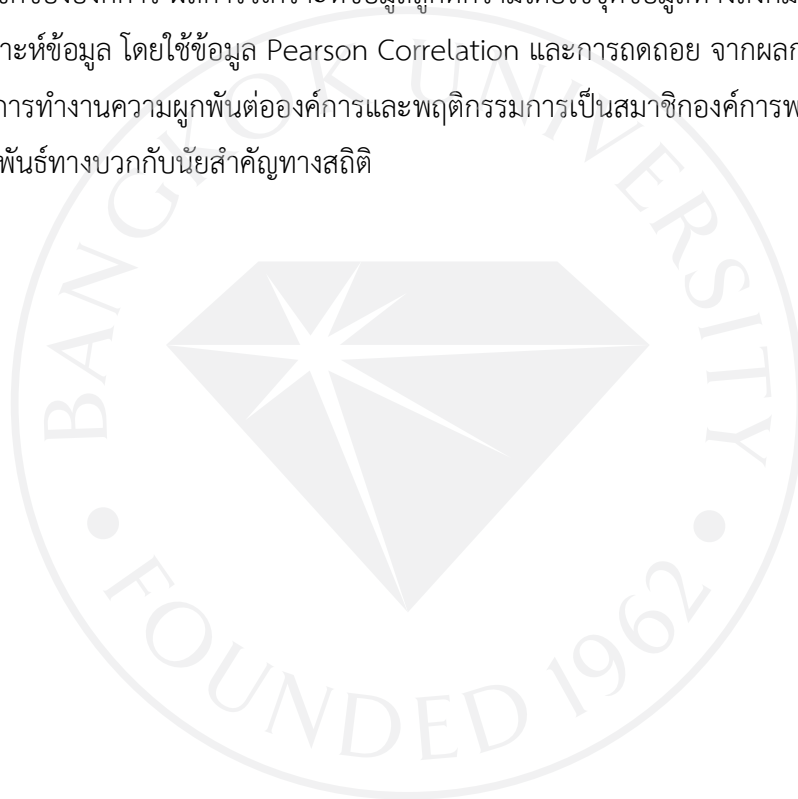 าะห์ข้อมูล โดยใช้ข้อมูล Pearson Correlation และการถดถอย จากผลก
การทำงานความผูกพันต่อองค์การและพฤติกรรมการเป็นสมาชิกองค์การพ
พันธ์ทางบวกกับนัยสำคัญทางสถิติ
BANGKOK UNIVERSITY
FOUNDED 1962